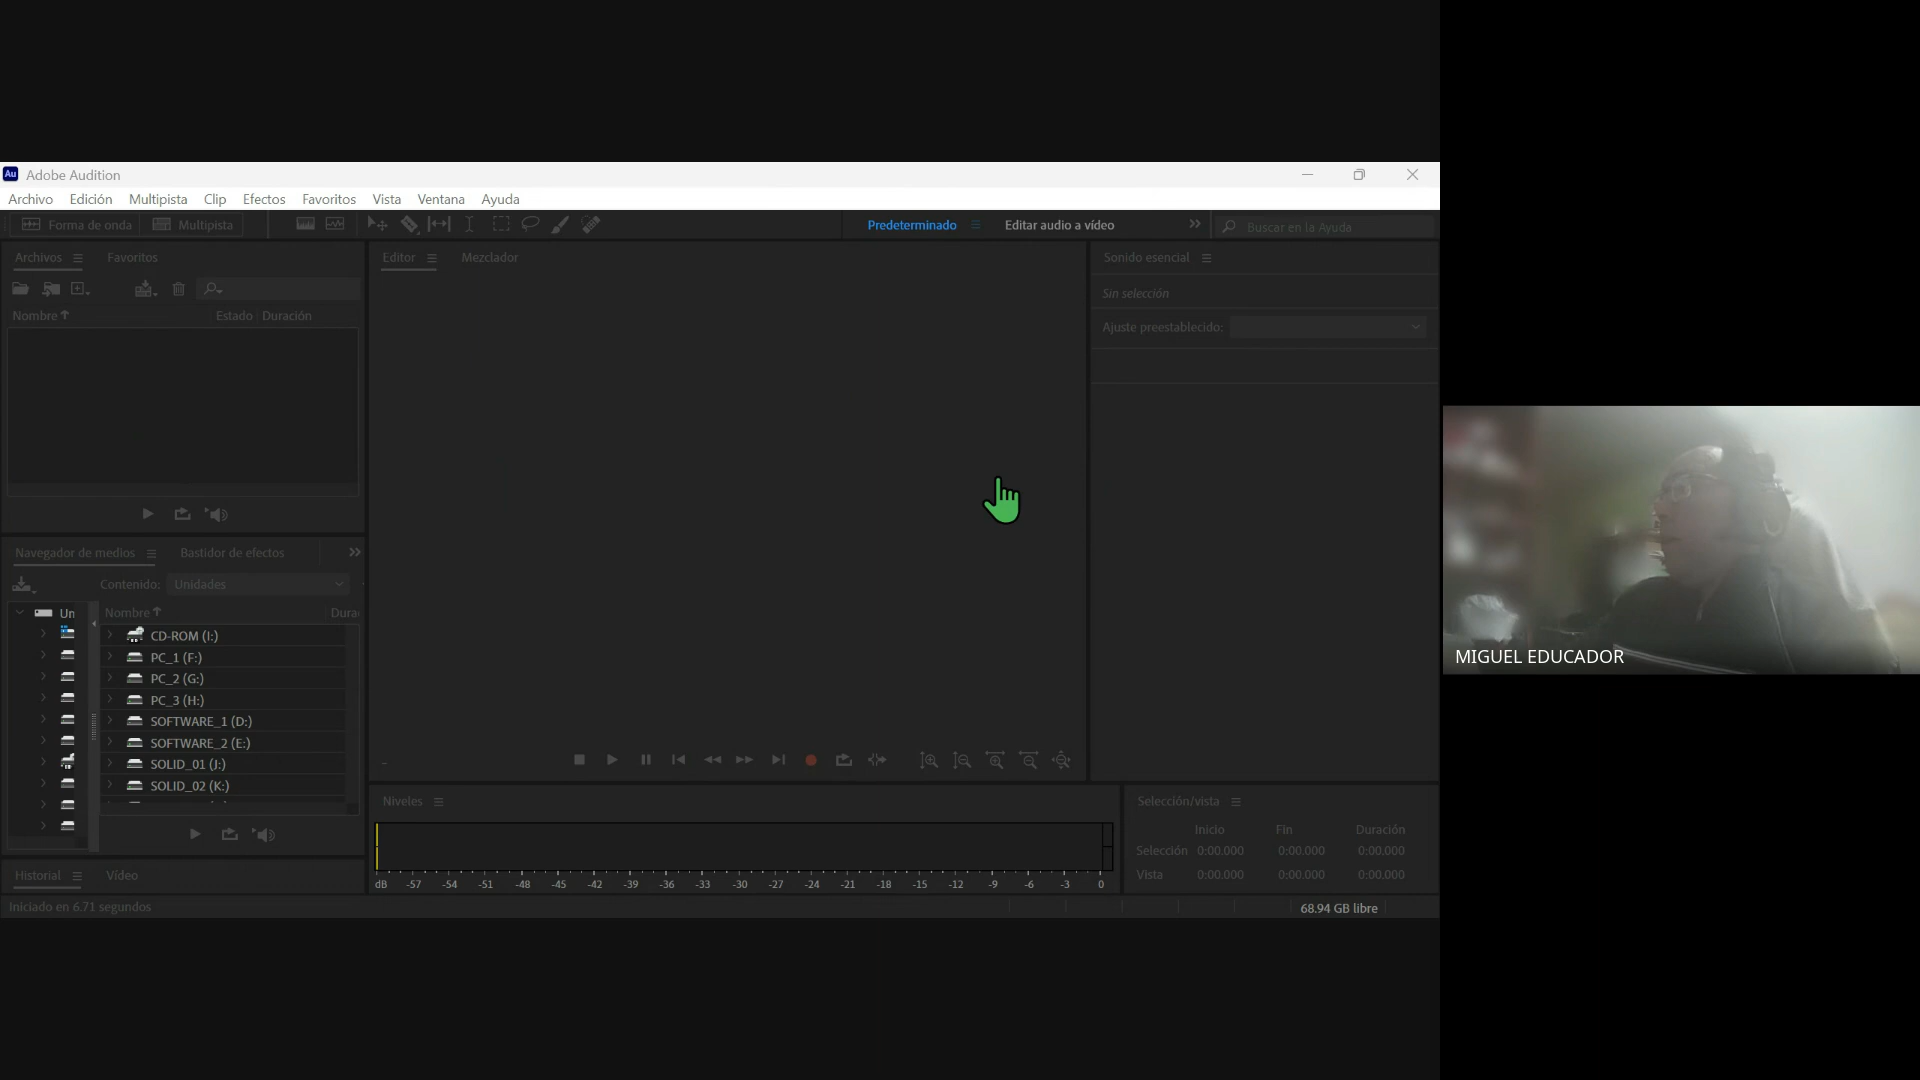 Au Adobe Audition
Archivo Edición Multipista Clip Efectos Favoritos Vista Ventana Ayuda
Forma de onda Multipista Predeterminado Editar audio a vídeo Buscar en la Ayuda
Archivos Favoritos
Nombre Estado Duración
Editor Mezclador
Sonido esencial
Sin selección
Ajuste preestablecido:
Navegador de medios Bastidor de efectos
Contenido: Unidades
Un
Nombre Dura
CD-ROM (I:)
PC_1 (F:)
PC_2 (G:)
PC_3 (H:)
SOFTWARE_1 (D:)
SOFTWARE_2 (E:)
SOLID_01 (J:)
SOLID_02 (K:)
Historial Vídeo
Niveles
dB -57 -54 -51 -48 -45 -42 -39 -36 -33 -30 -27 -24 -21 -18 -15 -12 -9 -6 -3 0
Selección/vista
Inicio Fin Duración
Selección 0:00.000 0:00.000 0:00.000
Vista 0:00.000 0:00.000 0:00.000
Iniciado en 6.71 segundos
68.94 GB libre
MIGUEL EDUCADOR